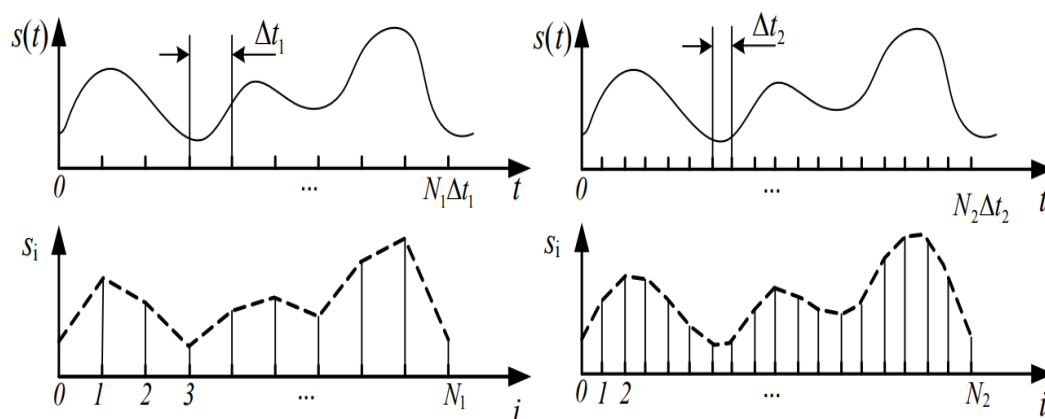 s(t)
Δt₁
0
...
N₁Δt₁
t
s(t)
Δt₂
0
...
N₂Δt₂
t
sᵢ
0
1
2
3
...
N₁
i
sᵢ
0
1
2
...
N₂
i